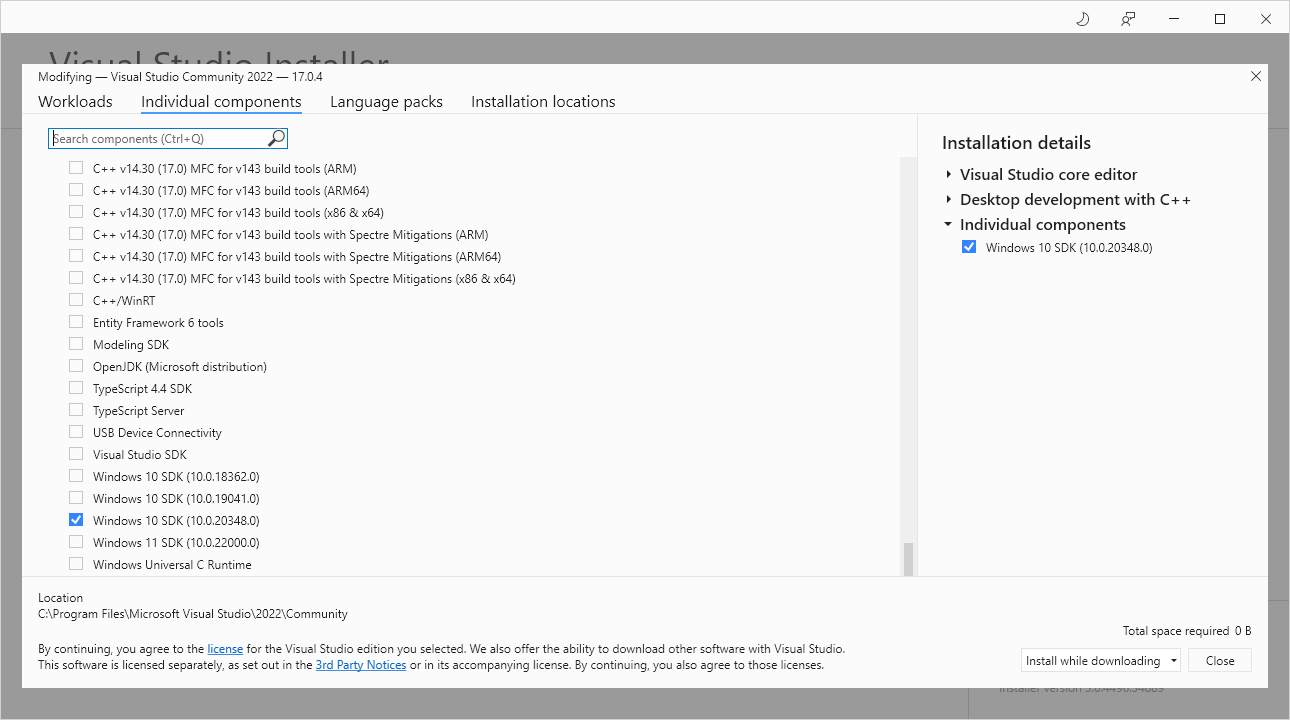 Visual Studio Installer
Modifying — Visual Studio Community 2022 — 17.0.4
Workloads
Individual components
Language packs
Installation locations
Search components (Ctrl+Q)
C++ v14.30 (17.0) MFC for v143 build tools (ARM)
C++ v14.30 (17.0) MFC for v143 build tools (ARM64)
C++ v14.30 (17.0) MFC for v143 build tools (x86 & x64)
C++ v14.30 (17.0) MFC for v143 build tools with Spectre Mitigations (ARM)
C++ v14.30 (17.0) MFC for v143 build tools with Spectre Mitigations (ARM64)
C++ v14.30 (17.0) MFC for v143 build tools with Spectre Mitigations (x86 & x64)
C++/WinRT
Entity Framework 6 tools
Modeling SDK
OpenJDK (Microsoft distribution)
TypeScript 4.4 SDK
TypeScript Server
USB Device Connectivity
Visual Studio SDK
Windows 10 SDK (10.0.18362.0)
Windows 10 SDK (10.0.19041.0)
Windows 10 SDK (10.0.20348.0)
Windows 11 SDK (10.0.22000.0)
Windows Universal C Runtime
Installation details
Visual Studio core editor
Desktop development with C++
Individual components
Windows 10 SDK (10.0.20348.0)
Location
C:\Program Files\Microsoft Visual Studio\2022\Community
Total space required 0 B
By continuing, you agree to the license for the Visual Studio edition you selected. We also offer the ability to download other software with Visual Studio.
This software is licensed separately, as set out in the 3rd Party Notices or in its accompanying license. By continuing, you also agree to those licenses.
Install while downloading
Close
Installer version